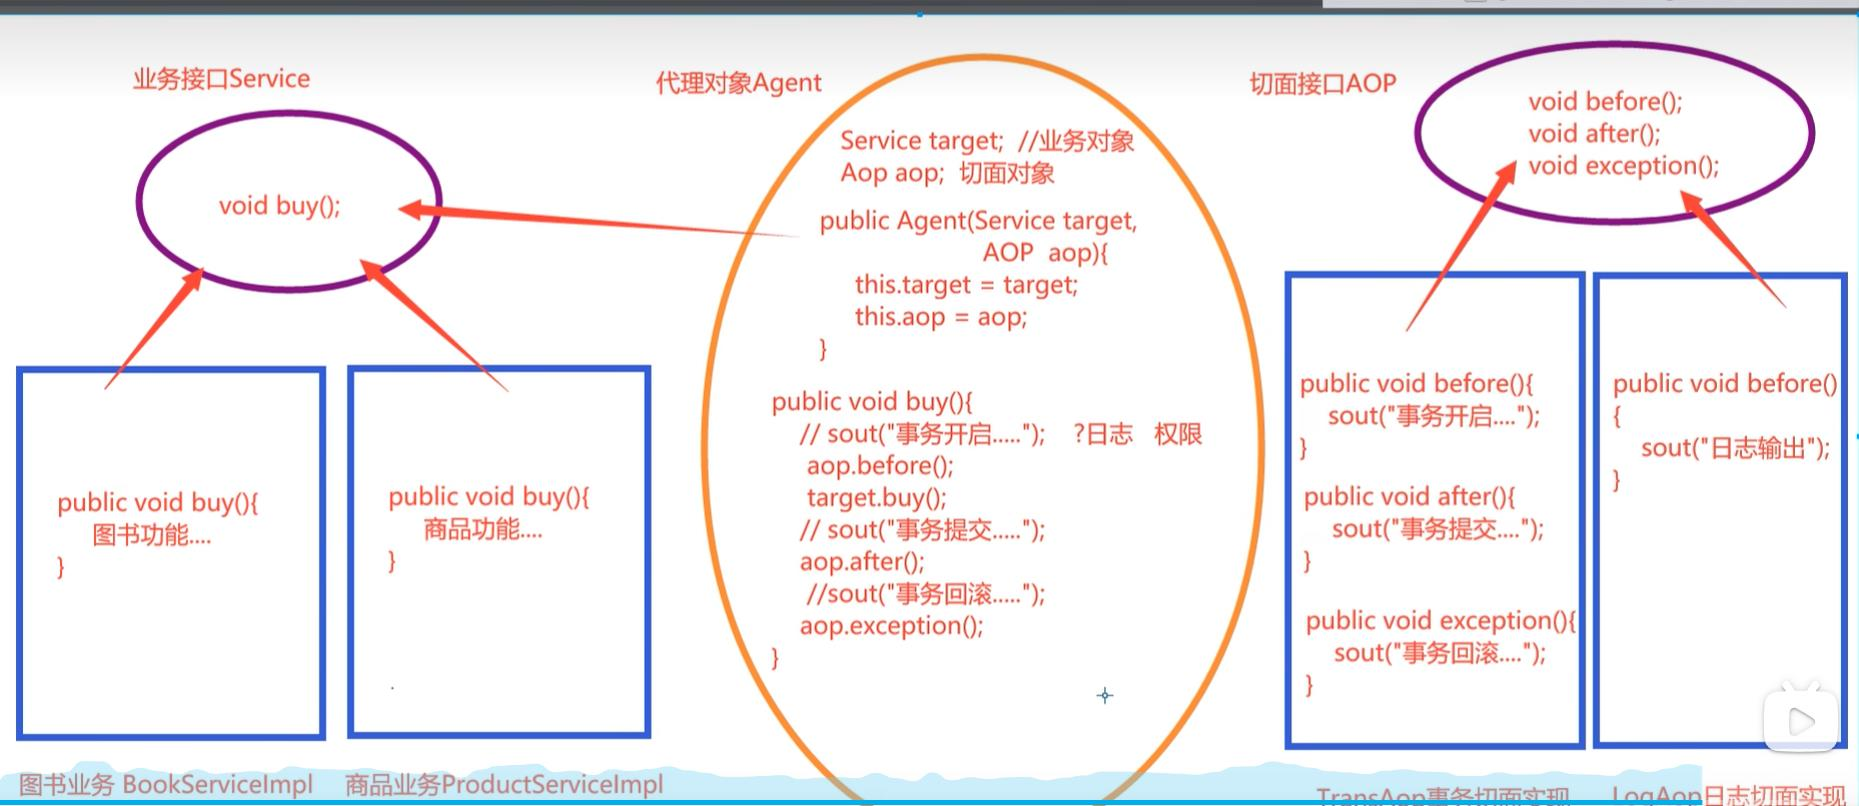 业务接口Service
void buy();
public void buy(){
图书功能....
}
图书业务 BookServiceImpl
public void buy(){
商品功能....
}
商品业务ProductServiceImpl
代理对象Agent
Service target;  //业务对象
Aop aop;  切面对象
public Agent(Service target,
AOP  aop){
this.target = target;
this.aop = aop;
}
public void buy(){
// sout("事务开启.....");    ?日志   权限
aop.before();
target.buy();
// sout("事务提交.....");
aop.after();
//sout("事务回滚.....");
aop.exception();
}
切面接口AOP
void before();
void after();
void exception();
public void before(){
sout("事务开启....");
}
public void after(){
sout("事务提交....");
}
public void exception(){
sout("事务回滚....");
}
TransAop事务切面实现
public void before()
{
sout("日志输出");
}
LogAop日志切面实现